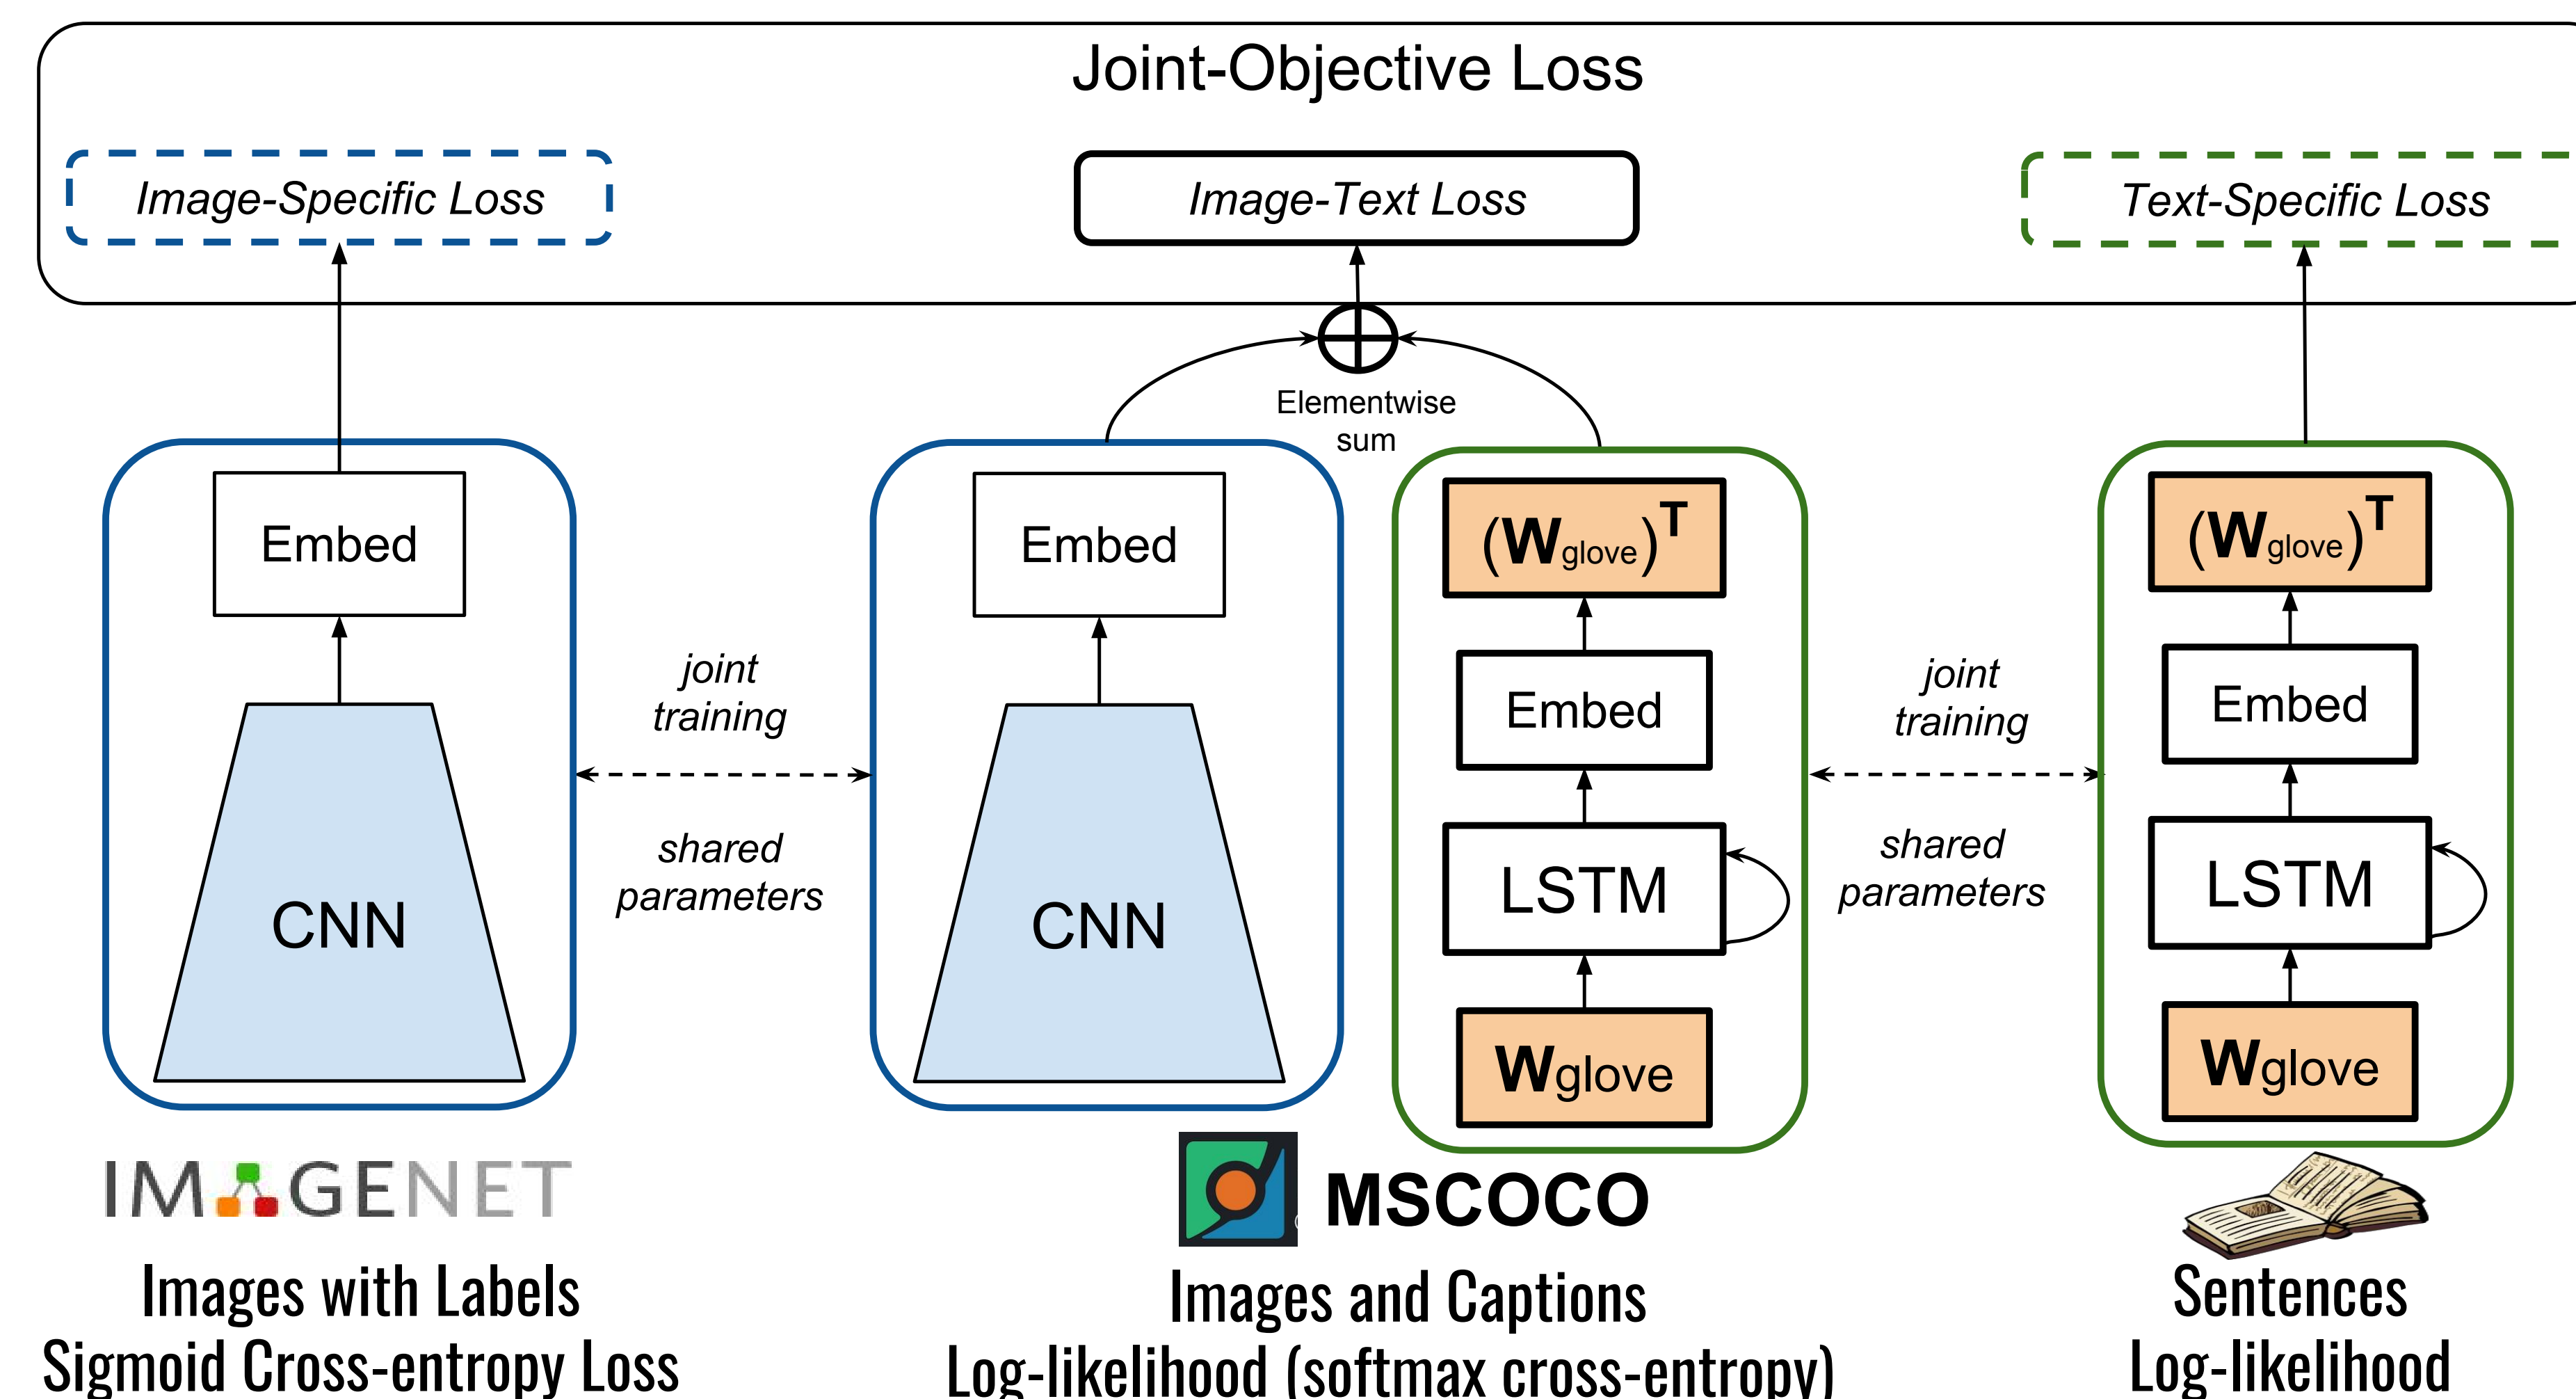 Joint-Objective Loss
Image-Specific Loss
Image-Text Loss
Text-Specific Loss
Elementwise
sum
Embed
CNN
joint
training
shared
parameters
Embed
CNN
(Wglove)T
Embed
LSTM
Wglove
joint
training
shared
parameters
(Wglove)T
Embed
LSTM
Wglove
IMAGENET
Images with Labels
Sigmoid Cross-entropy Loss
MSCOCO
Images and Captions
Log-likelihood (softmax cross-entropy)
Sentences
Log-likelihood